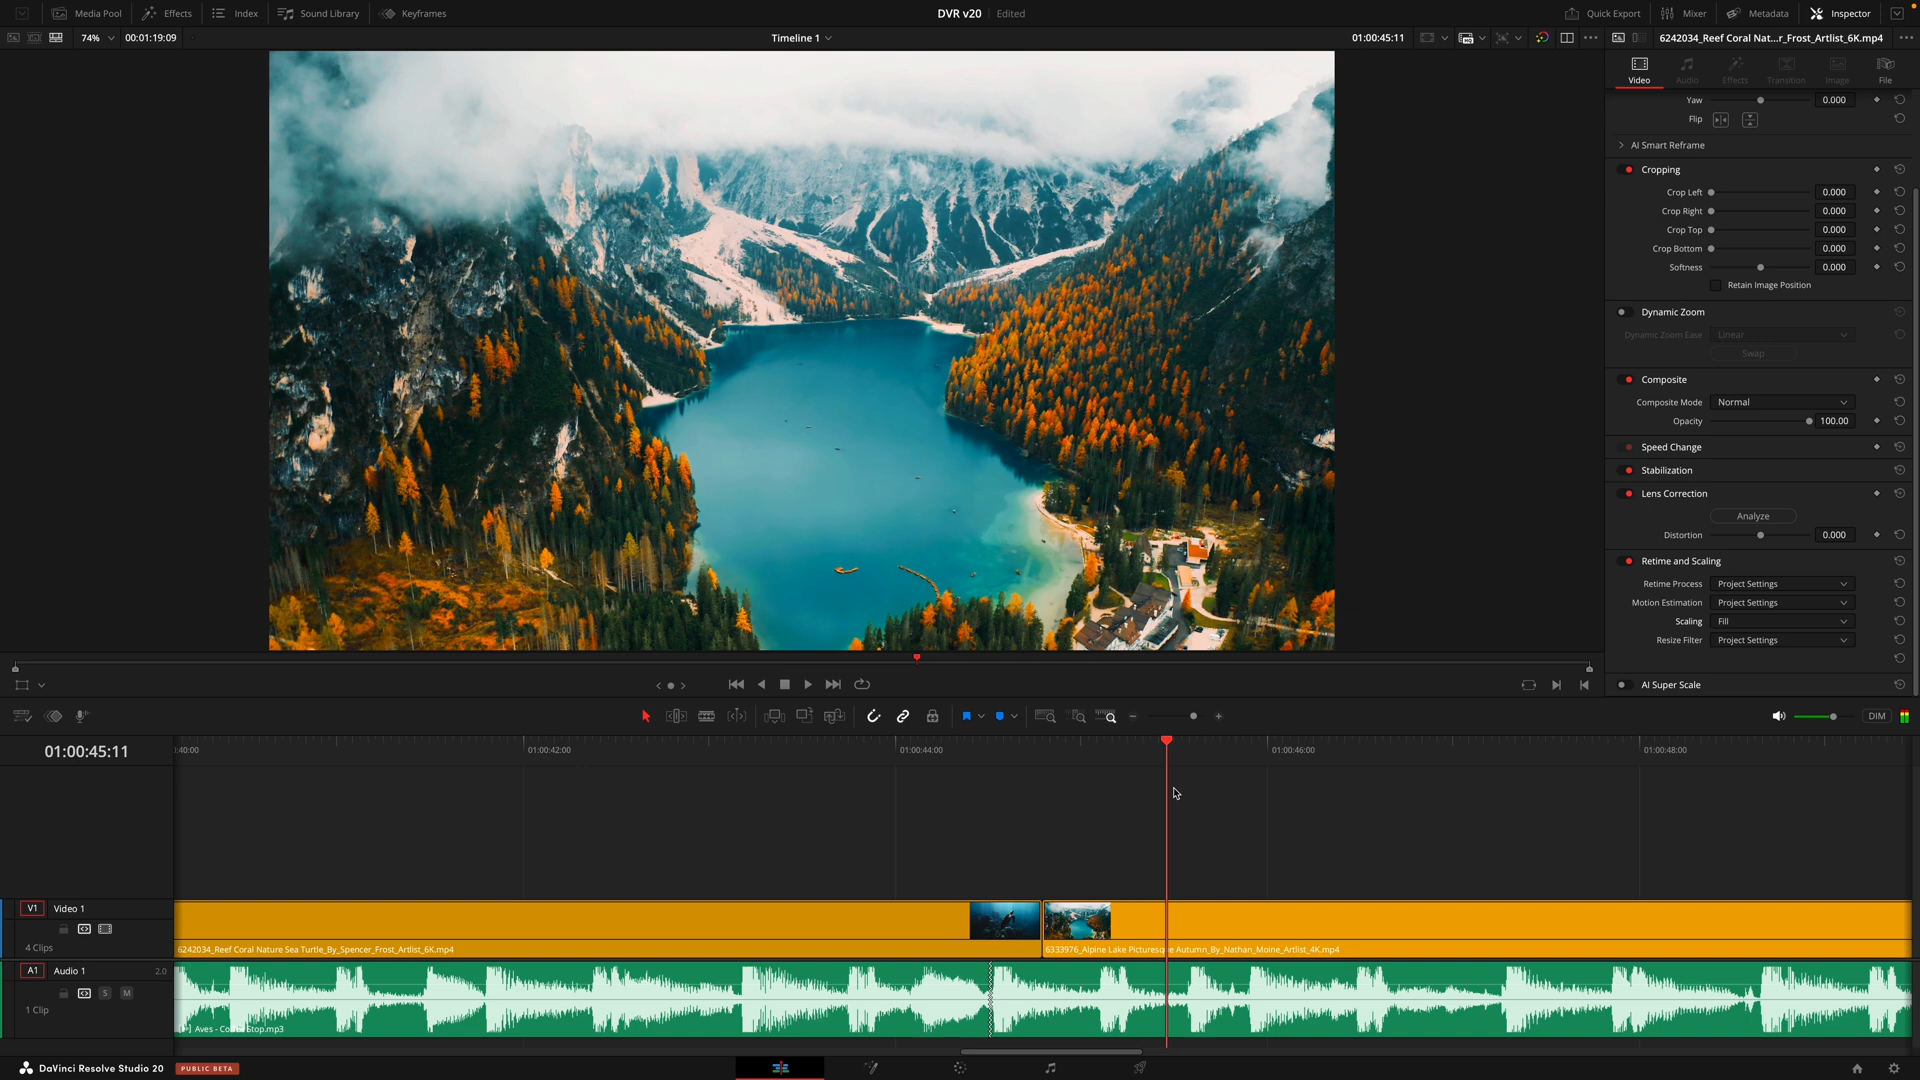 Media Pool Effects Index Sound Library Keyframes DVR v20 Edited Quick Export Mixer Metadata Inspector
74% 00:01:19:09 Timeline 1 01:00:45:11 6242034_Reef Coral Nat...r_Frost_Artlist_6K.mp4
Video Audio Effects Transition Image File
Yaw 0.000
Flip
AI Smart Reframe
Cropping
Crop Left 0.000
Crop Right 0.000
Crop Top 0.000
Crop Bottom 0.000
Softness 0.000
Retain Image Position
Dynamic Zoom
Dynamic Zoom Ease Linear
Swap
Composite
Composite Mode Normal
Opacity 100.00
Speed Change
Stabilization
Lens Correction
Analyze
Distortion 0.000
Retime and Scaling
Retime Process Project Settings
Motion Estimation Project Settings
Scaling Fill
Resize Filter Project Settings
AI Super Scale
DIM
01:00:45:11 :40:00 01:00:42:00 01:00:44:00 01:00:46:00 01:00:48:00
V1 Video 1
4 Clips 6242034_Reef Coral Nature Sea Turtle_By_Spencer_Frost_Artlist_6K.mp4 6333976_Alpine Lake Picturesque Autumn_By_Nathan_Moine_Artlist_4K.mp4
A1 Audio 1 2.0
S M
1 Clip
Aves - Stop.mp3
DaVinci Resolve Studio 20 PUBLIC BETA